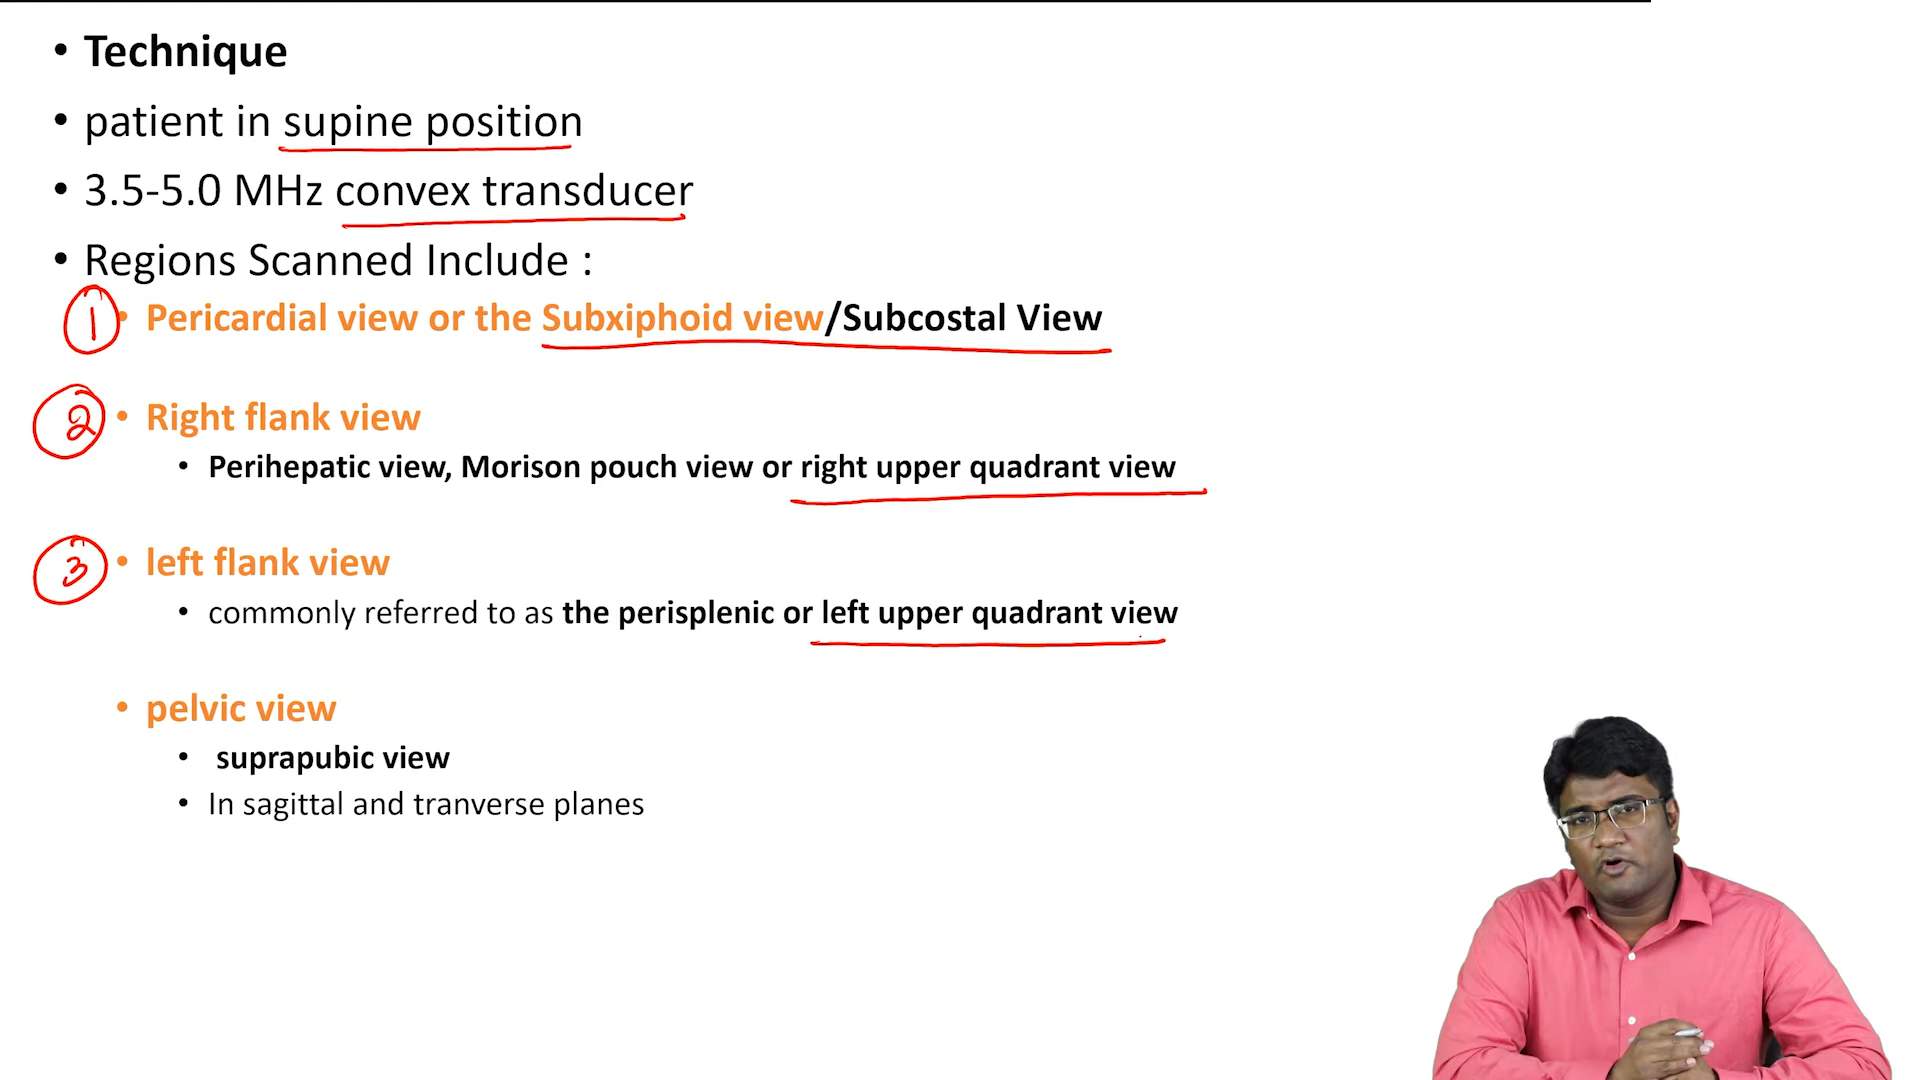 • Technique
• patient in supine position
• 3.5-5.0 MHz convex transducer
• Regions Scanned Include :
1 • Pericardial view or the Subxiphoid view/Subcostal View
2 • Right flank view
• Perihepatic view, Morison pouch view or right upper quadrant view
3 • left flank view
• commonly referred to as the perisplenic or left upper quadrant view
• pelvic view
• suprapubic view
• In sagittal and tranverse planes